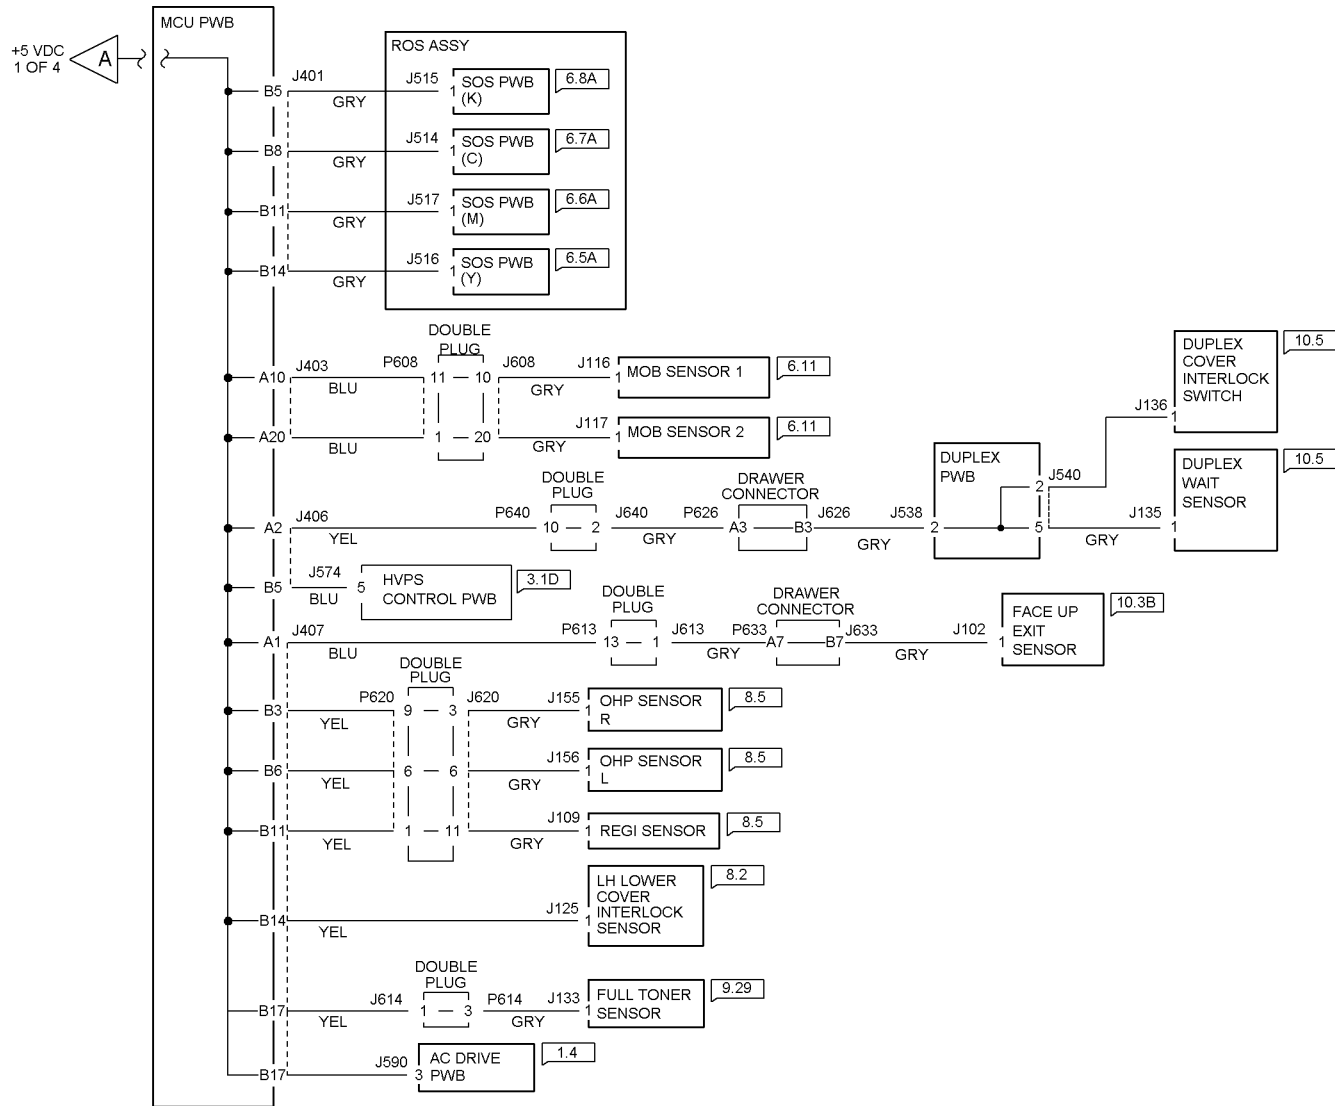 MCU PWB
+5 VDC
1 OF 4
A
ROS ASSY
B5 J401 GRY J515 1 SOS PWB
(K)
6.8A
B8 GRY J514 1 SOS PWB
(C)
6.7A
B11 GRY J517 1 SOS PWB
(M)
6.6A
B14 GRY J516 1 SOS PWB
(Y)
6.5A
DOUBLE
PLUG
A10 J403 BLU P608 11 10 J608 GRY J116 1 MOB SENSOR 1 6.11
A20 BLU 1 20 GRY J117 1 MOB SENSOR 2 6.11
DUPLEX
COVER
INTERLOCK
SWITCH
10.5
J136 1
DUPLEX
PWB
2 J540
DUPLEX
WAIT
SENSOR
10.5
DOUBLE
PLUG
DRAWER
CONNECTOR
A2 J406 YEL P640 10 2 J640 GRY P626 A3 B3 J626 GRY J538 2 5 GRY J135 1
B5 J574 BLU 5 HVPS
CONTROL PWB
3.1D
DOUBLE
PLUG
DRAWER
CONNECTOR
A1 J407 BLU P613 13 1 J613 GRY P633 A7 B7 J633 GRY J102 1 FACE UP
EXIT
SENSOR
10.3B
DOUBLE
PLUG
B3 YEL P620 9 3 J620 GRY J155 1 OHP SENSOR
R
8.5
B6 YEL 6 6 GRY J156 1 OHP SENSOR
L
8.5
B11 YEL 1 11 GRY J109 1 REGI SENSOR 8.5
B14 YEL J125 1 LH LOWER
COVER
INTERLOCK
SENSOR
8.2
DOUBLE
PLUG
B17 YEL J614 1 3 P614 GRY J133 1 FULL TONER
SENSOR
9.29
B17 J590 3 AC DRIVE
PWB
1.4